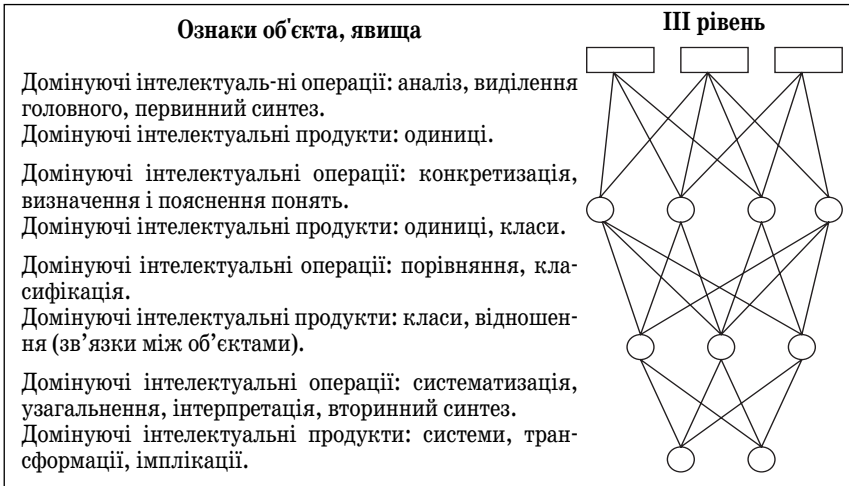 Ознаки об'єкта, явища
III рівень
Домінуючі інтелектуаль-ні операції: аналіз, виділення
головного, первинний синтез.
Домінуючі інтелектуальні продукти: одиниці.
Домінуючі інтелектуальні операції: конкретизація,
визначення і пояснення понять.
Домінуючі інтелектуальні продукти: одиниці, класи.
Домінуючі інтелектуальні операції: порівняння, кла-
сифікація.
Домінуючі інтелектуальні продукти: класи, відношен-
ня (зв’язки між об’єктами).
Домінуючі інтелектуальні операції: систематизація,
узагальнення, інтерпретація, вторинний синтез.
Домінуючі інтелектуальні продукти: системи, тран-
сформації, імплікації.